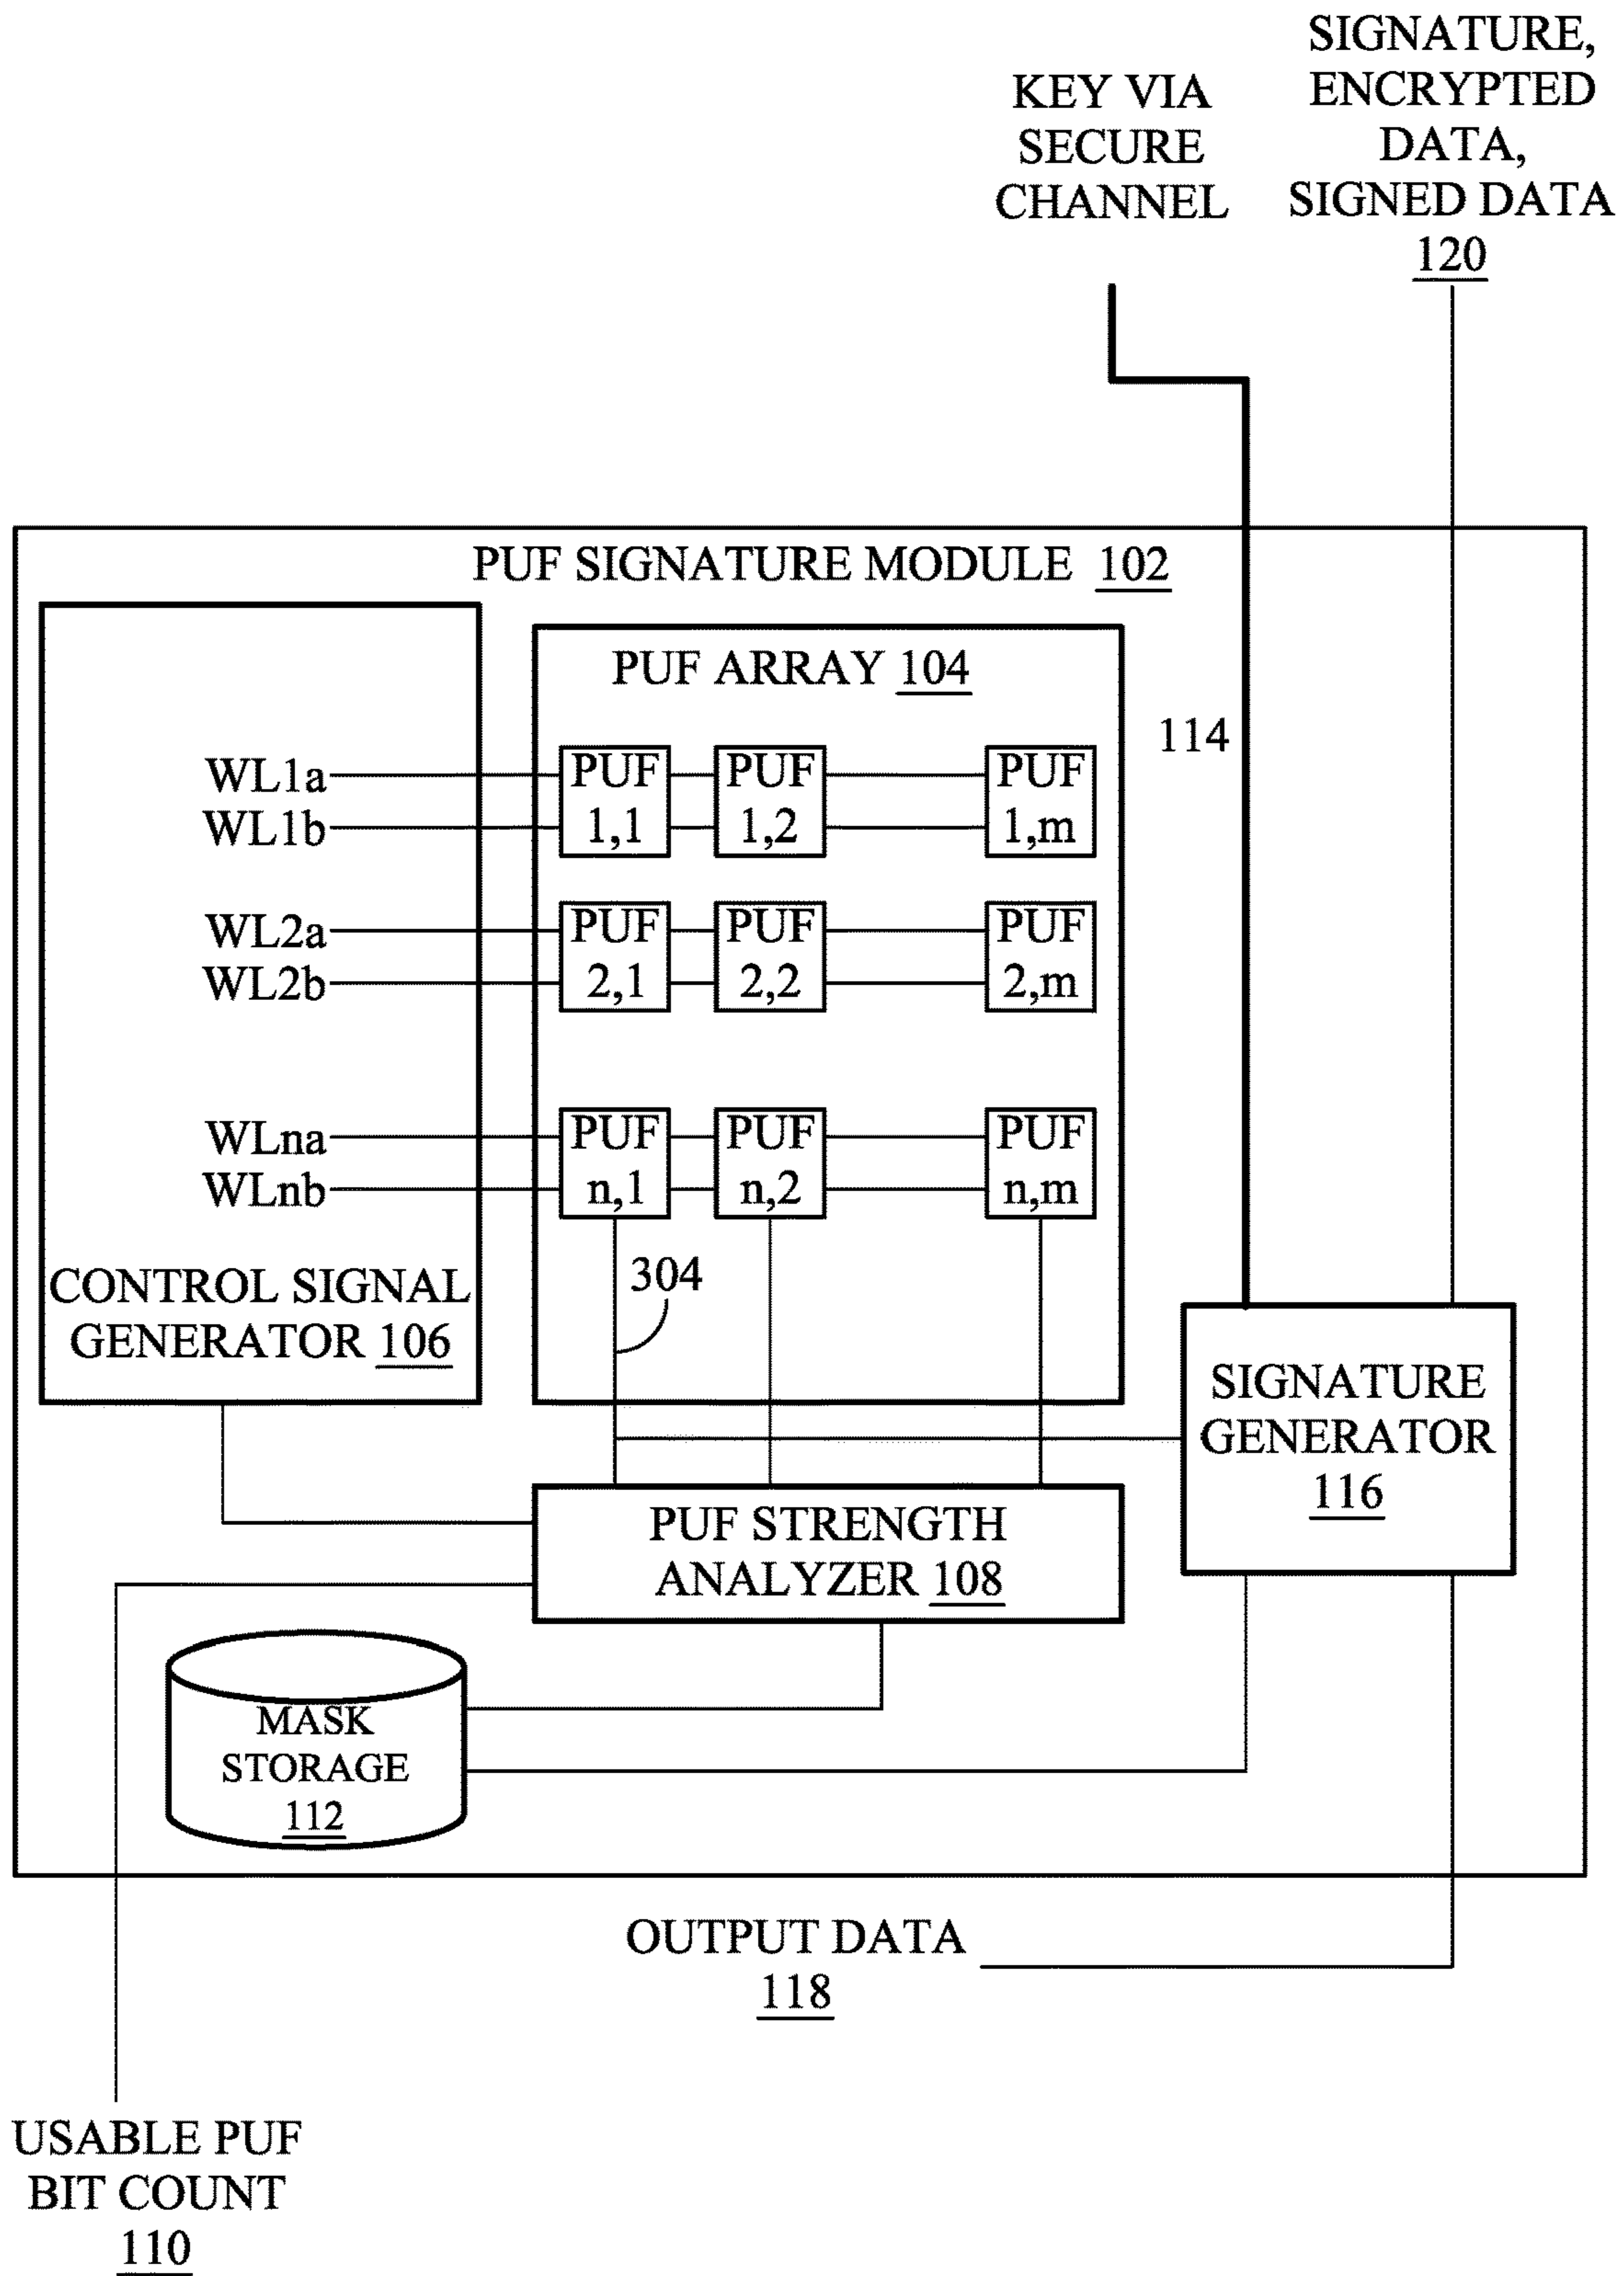 SIGNATURE,
ENCRYPTED
DATA,
SIGNED DATA
120
KEY VIA
SECURE
CHANNEL
PUF SIGNATURE MODULE 102
PUF ARRAY 104
114
WL1a
WL1b
PUF
1,1
PUF
1,2
PUF
1,m
WL2a
WL2b
PUF
2,1
PUF
2,2
PUF
2,m
WLna
WLnb
PUF
n,1
PUF
n,2
PUF
n,m
304
CONTROL SIGNAL
GENERATOR 106
SIGNATURE
GENERATOR
116
PUF STRENGTH
ANALYZER 108
MASK
STORAGE
112
OUTPUT DATA
118
USABLE PUF
BIT COUNT
110